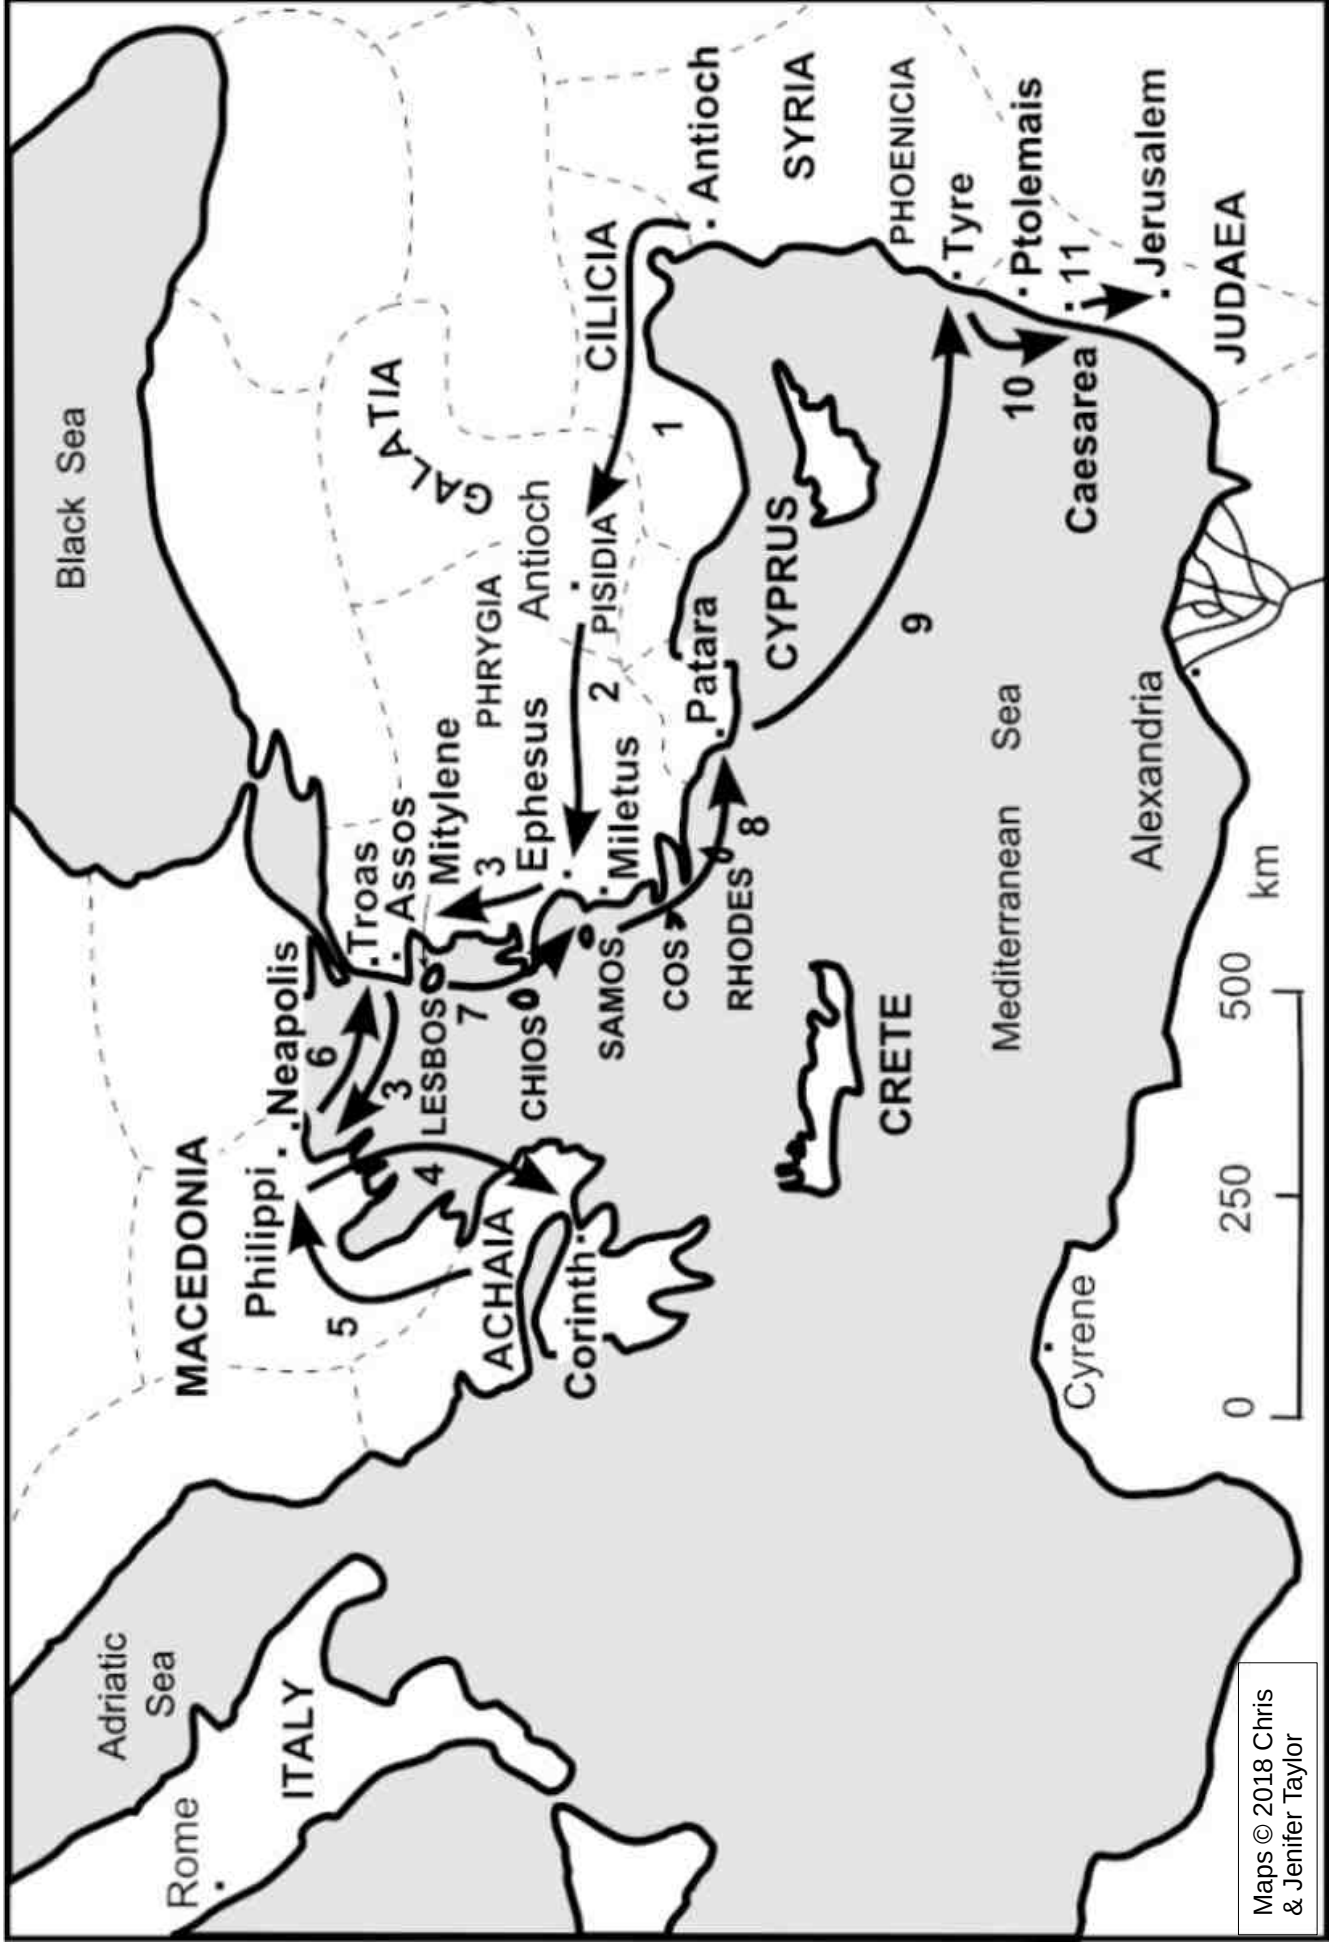 Black Sea
Adriatic
Sea
Rome
ITALY
MACEDONIA
Philippi
Neapolis
6
5
3
4
Troas
Assos
Mitylene
LESBOS
7
3
CHIOS
ACHAIA
Corinth
Ephesus
SAMOS
Miletus
COS
RHODES
8
GALATIA
PHRYGIA
Antioch
PISIDIA
2
Patara
CILICIA
1
Antioch
SYRIA
CYPRUS
PHOENICIA
9
Tyre
Ptolemais
10
11
Caesarea
Jerusalem
JUDAEA
CRETE
Mediterranean Sea
Alexandria
Cyrene
0 250 500 km
Maps © 2018 Chris
& Jenifer Taylor